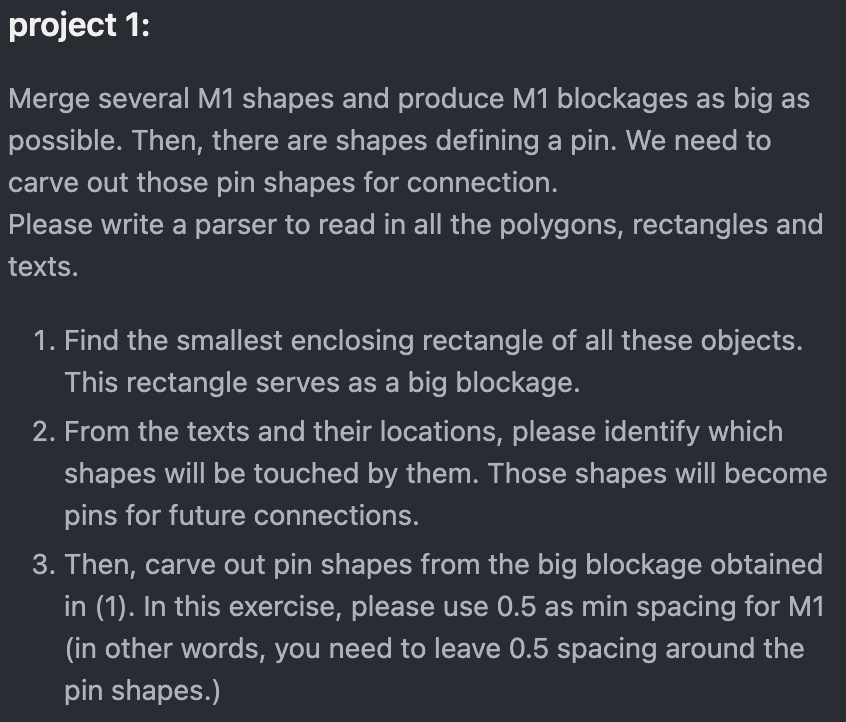 project 1:
Merge several M1 shapes and produce M1 blockages as big as
possible. Then, there are shapes defining a pin. We need to
carve out those pin shapes for connection.
Please write a parser to read in all the polygons, rectangles and
texts.
1. Find the smallest enclosing rectangle of all these objects.
This rectangle serves as a big blockage.
2. From the texts and their locations, please identify which
shapes will be touched by them. Those shapes will become
pins for future connections.
3. Then, carve out pin shapes from the big blockage obtained
in (1). In this exercise, please use 0.5 as min spacing for M1
(in other words, you need to leave 0.5 spacing around the
pin shapes.)